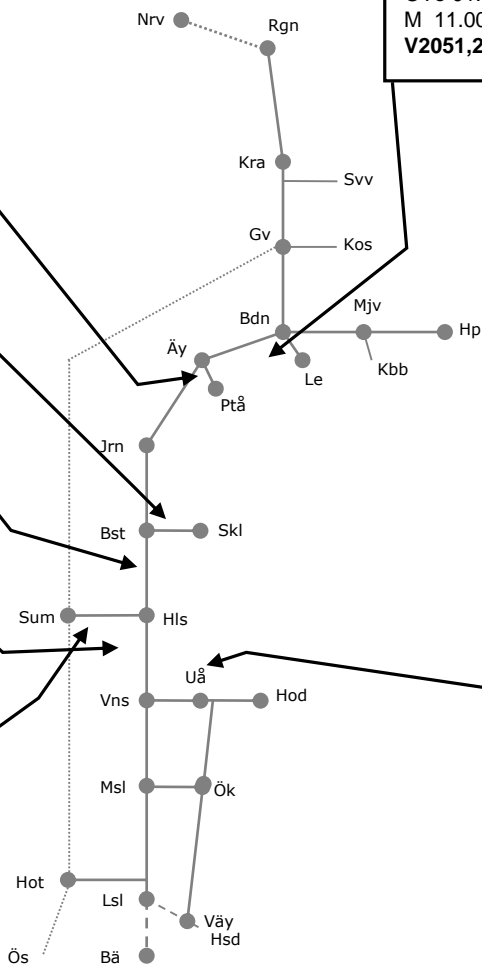 M 11.00
V2051,2
Nrv
Rgn
Kra
Svv
Gv
Kos
Bdn
Mjv
Hp
Äy
Le
Kbb
Ptå
Jrn
Bst
Skl
Sum
Hls
Uå
Vns
Hod
Msl
Ök
Hot
Lsl
Väy
Hsd
Ös
Bä